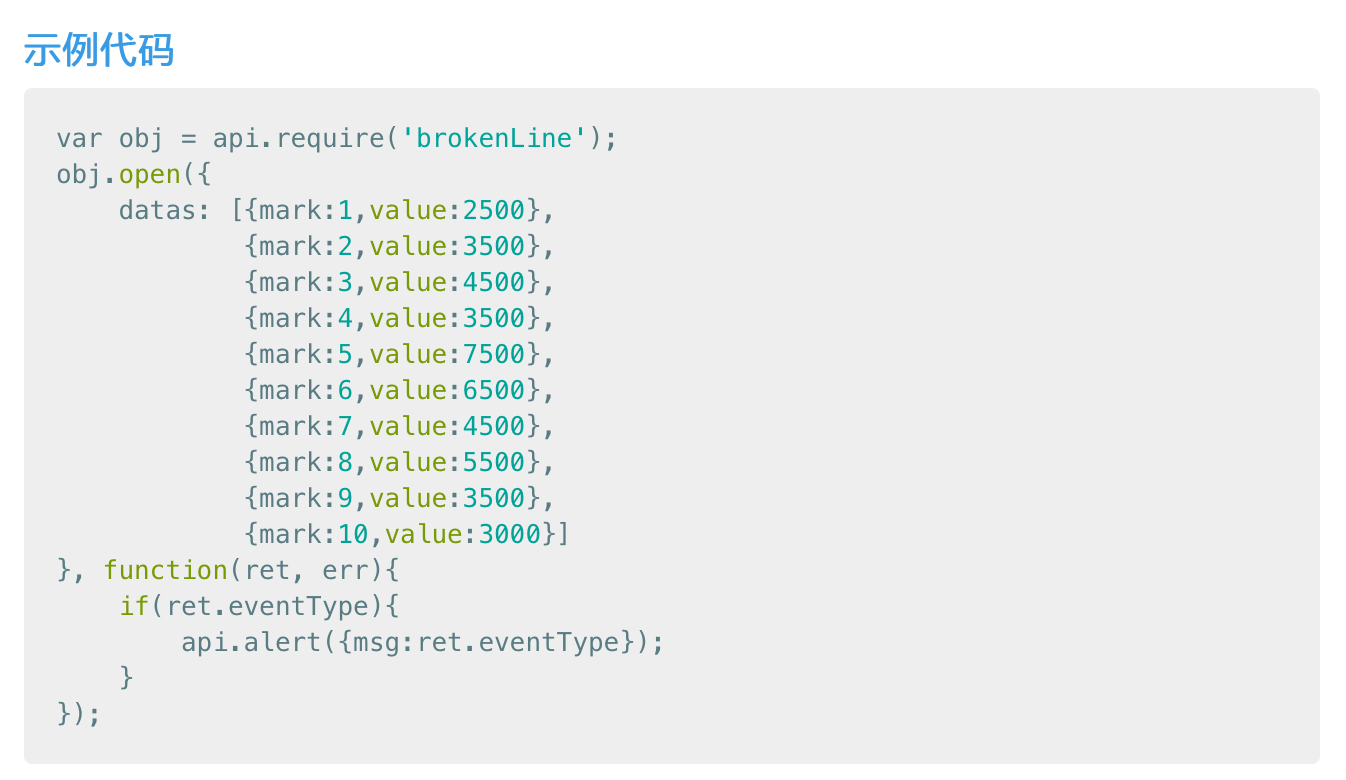 示例代码
var obj = api.require('brokenLine');
obj.open({
    datas: [{mark:1,value:2500},
            {mark:2,value:3500},
            {mark:3,value:4500},
            {mark:4,value:3500},
            {mark:5,value:7500},
            {mark:6,value:6500},
            {mark:7,value:4500},
            {mark:8,value:5500},
            {mark:9,value:3500},
            {mark:10,value:3000}]
}, function(ret, err){
    if(ret.eventType){
        api.alert({msg:ret.eventType});
    }
});